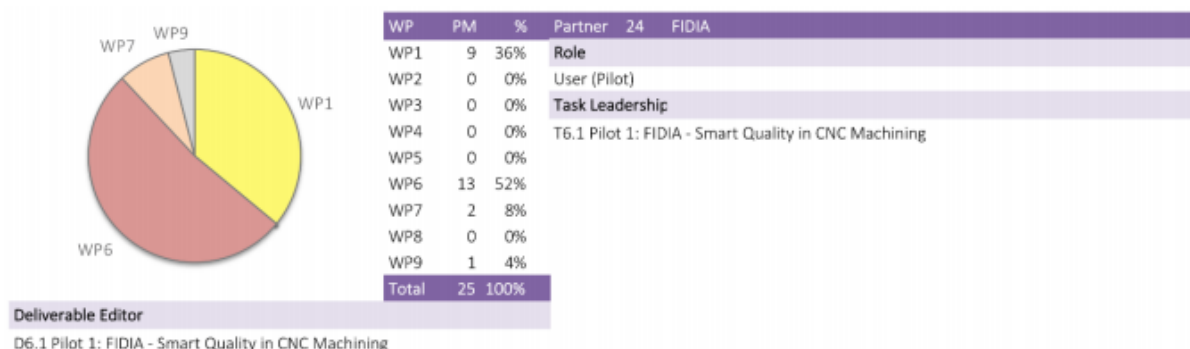 WP9
WP7
WP1
WP6
WP PM %
WP1 9 36%
WP2 0 0%
WP3 0 0%
WP4 0 0%
WP5 0 0%
WP6 13 52%
WP7 2 8%
WP8 0 0%
WP9 1 4%
Total 25 100%
Partner 24 FIDIA
Role
User (Pilot)
Task Leadership
T6.1 Pilot 1: FIDIA - Smart Quality in CNC Machining
Deliverable Editor
D6.1 Pilot 1: FIDIA - Smart Quality in CNC Machining